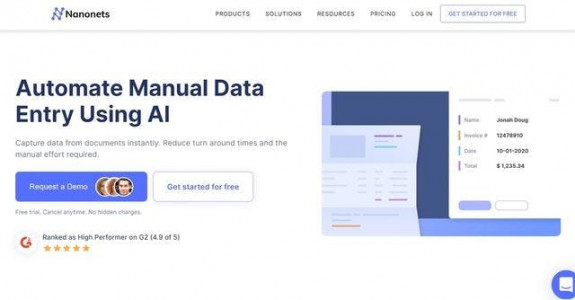 Nanonets
PRODUCTS SOLUTIONS RESOURCES PRICING LOG IN GET STARTED FOR FREE
Automate Manual Data
Entry Using AI
Capture data from documents instantly. Reduce turn around times and the
manual effort required.
Request a Demo
Get started for free
Free trial. Cancel anytime. No hidden charges.
Ranked as High Performer on G2 (4.9 of 5)
Name Jonah Doug
Invoice # 12478910
Date 10-01-2020
Total $ 1,235.34